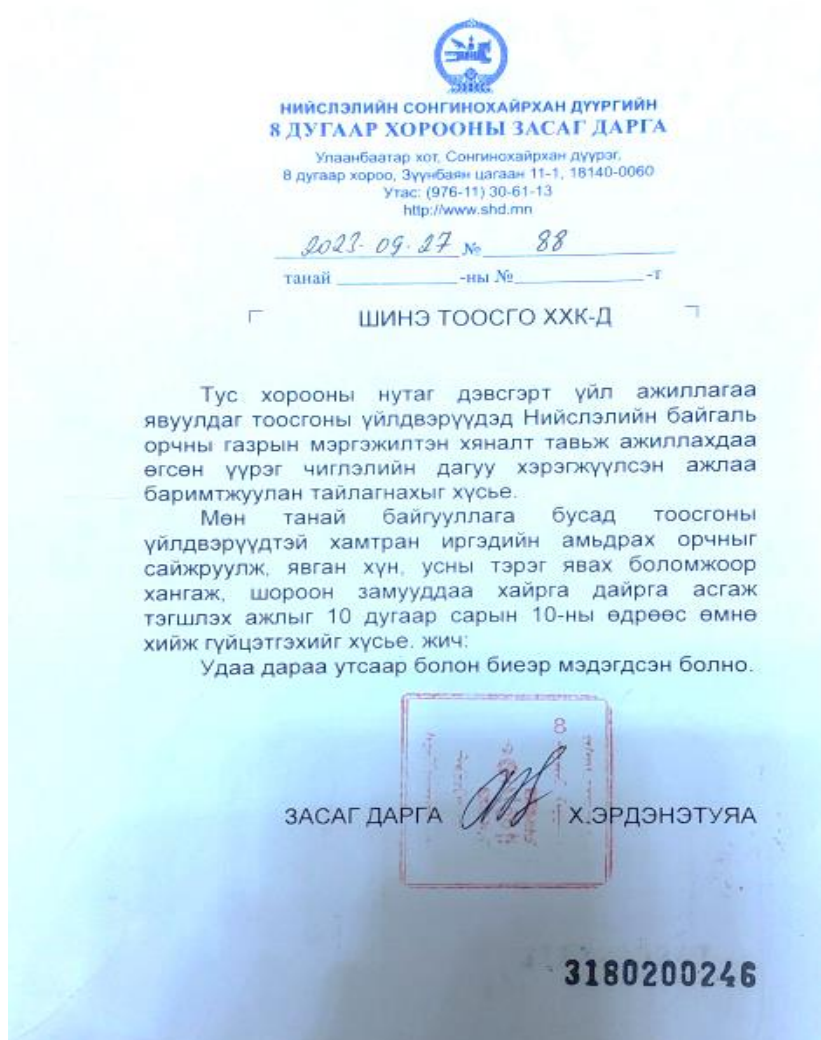 НИЙСЛЭЛИЙН СОНГИНОХАЙРХАН ДҮҮРГИЙН
8 ДУГААР ХОРООНЫ ЗАСАГ ДАРГА
Улаанбаатар хот, Сонгинохайрхан дүүрэг,
8 дугаар хороо, Зүүнбаян цагаан 11-1, 18140-0060
Утас: (976-11) 30-61-13
http://www.shd.mn
2023-09-27 № 88
танай ____________-ны №____________-т
ШИНЭ ТООСГО ХХК-Д
Тус хорооны нутаг дэвсгэрт үйл ажиллагаа
явуулдаг тоосгоны үйлдвэрүүдэд Нийслэлийн байгаль
орчны газрын мэргэжилтэн хяналт тавьж ажиллахдаа
өгсөн үүрэг чиглэлийн дагуу хэрэгжүүлсэн ажлаа
баримтжуулан тайлагнахыг хүсье.
Мөн танай байгууллага бусад тоосгоны
үйлдвэрүүдтэй хамтран иргэдийн амьдрах орчныг
сайжруулж, явган хүн, усны тэрэг явах боломжоор
хангаж, шороон замууддаа хайрга дайрга асгаж
тэгшлэх ажлыг 10 дугаар сарын 10-ны өдрөөс өмнө
хийж гүйцэтгэхийг хүсье. жич:
Удаа дараа утсаар болон биеэр мэдэгдсэн болно.
8
ЗАСАГ ДАРГА Х.ЭРДЭНЭТУЯА
3180200246